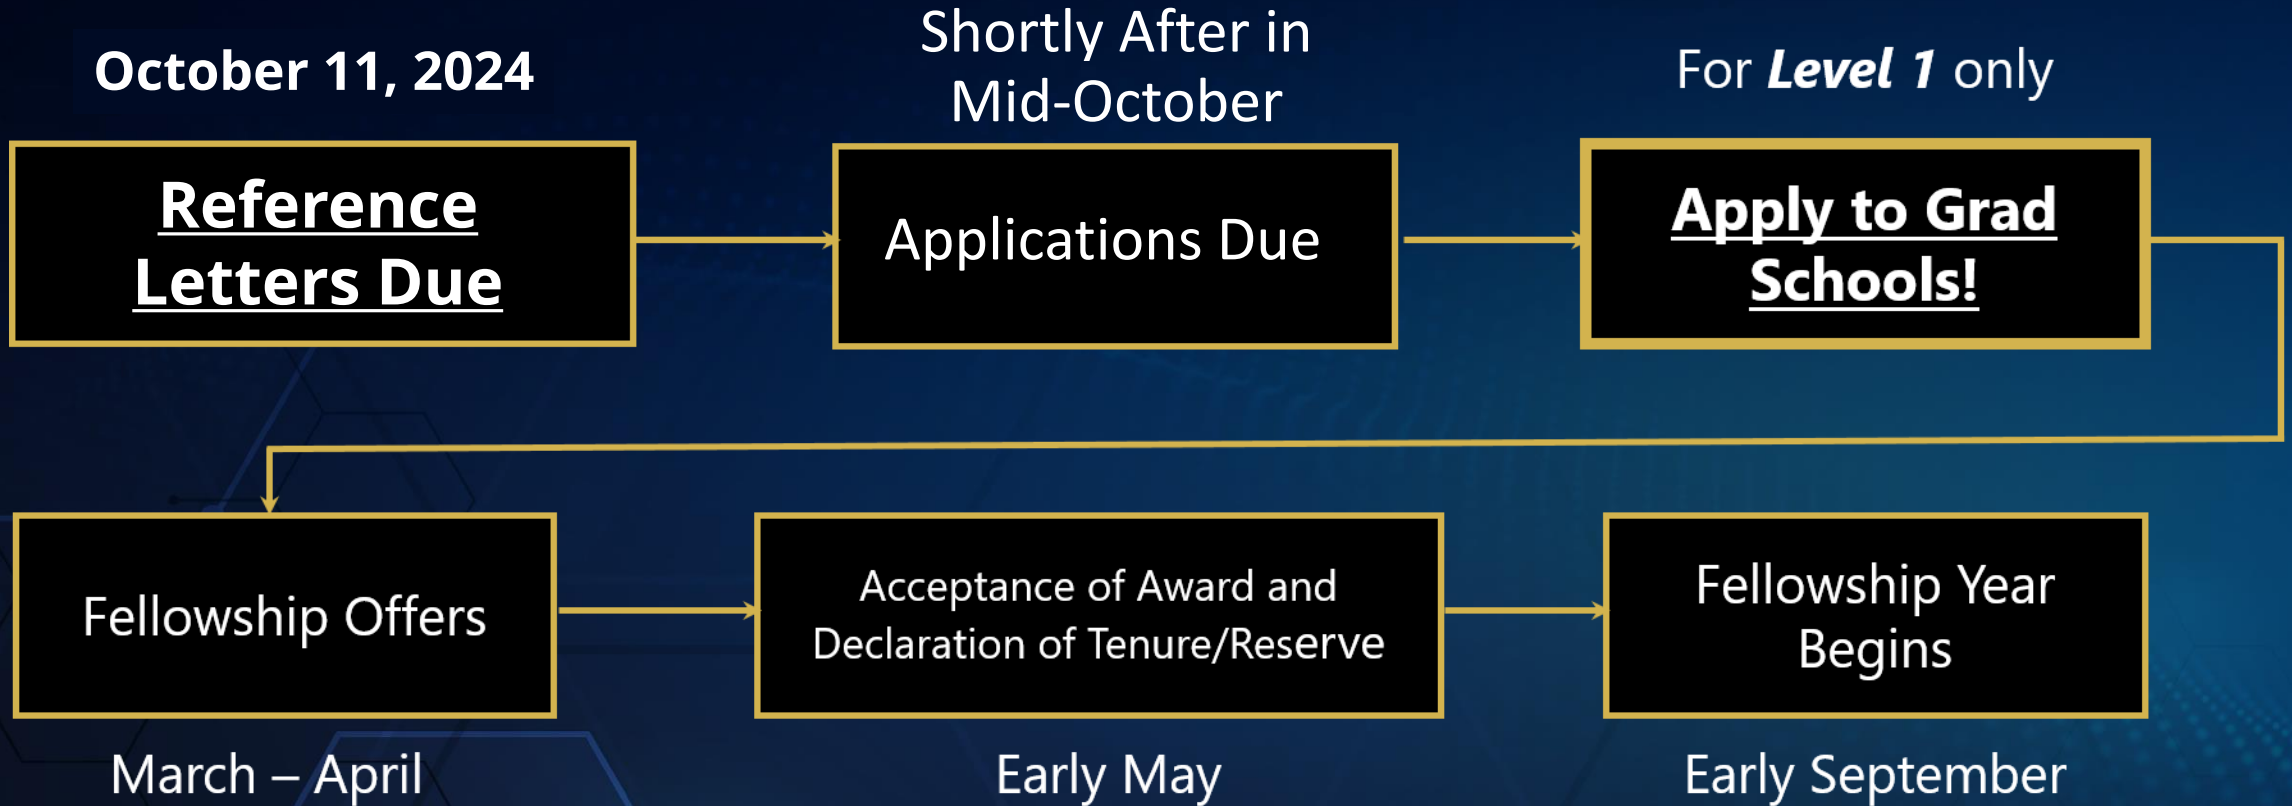 October 11, 2024
Shortly After in
Mid-October
For Level 1 only
Reference
Letters Due
Applications Due
Apply to Grad
Schools!
Fellowship Offers
Acceptance of Award and
Declaration of Tenure/Reserve
Fellowship Year
Begins
March – April
Early May
Early September